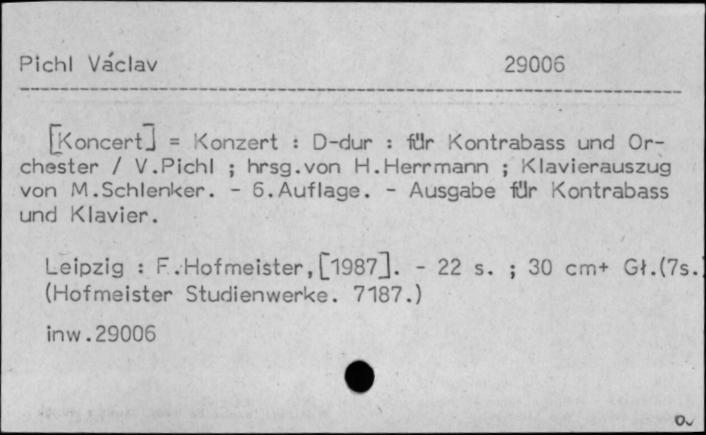 Pichl Václav 29006
[Koncert] = Konzert : D-dur : für Kontrabass und Or-
chester / V.Pichl ; hrsg.von H.Herrmann ; Klavierauszug
von M.Schlenker. - 6.Auflage. - Ausgabe für Kontrabass
und Klavier.
Leipzig : F.Hofmeister,[1987]. - 22 s. ; 30 cm+ Gł.(7s.)
(Hofmeister Studienwerke. 7187.)
inw.29006